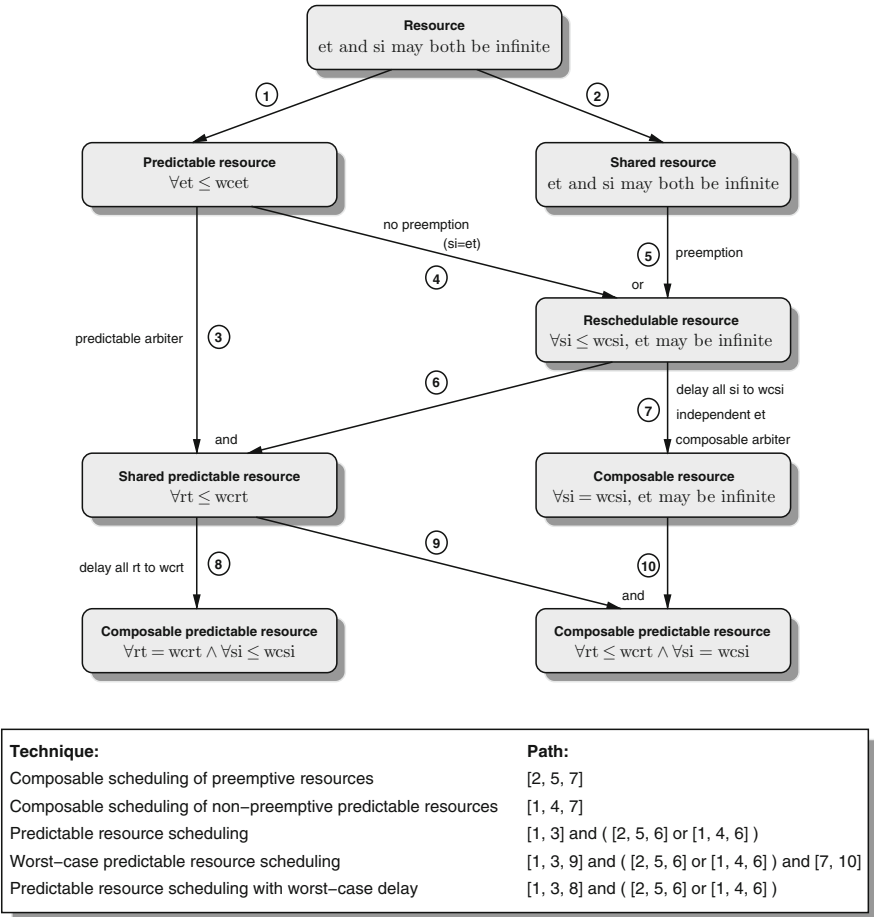 Resource
et and si may both be infinite
1
2
Predictable resource
∀et ≤ wcet
Shared resource
et and si may both be infinite
no preemption
(si=et)
4
5
preemption
or
predictable arbiter
3
Reschedulable resource
∀si ≤ wcsi, et may be infinite
6
7
delay all si to wcsi
independent et
composable arbiter
and
Shared predictable resource
∀rt ≤ wcrt
Composable resource
∀si = wcsi, et may be infinite
delay all rt to wcrt
8
9
10
and
Composable predictable resource
∀rt = wcrt ∧ ∀si ≤ wcsi
Composable predictable resource
∀rt ≤ wcrt ∧ ∀si = wcsi
Technique: Path:
Composable scheduling of preemptive resources [2, 5, 7]
Composable scheduling of non−preemptive predictable resources [1, 4, 7]
Predictable resource scheduling [1, 3] and ( [2, 5, 6] or [1, 4, 6] )
Worst−case predictable resource scheduling [1, 3, 9] and ( [2, 5, 6] or [1, 4, 6] ) and [7, 10]
Predictable resource scheduling with worst−case delay [1, 3, 8] and ( [2, 5, 6] or [1, 4, 6] )